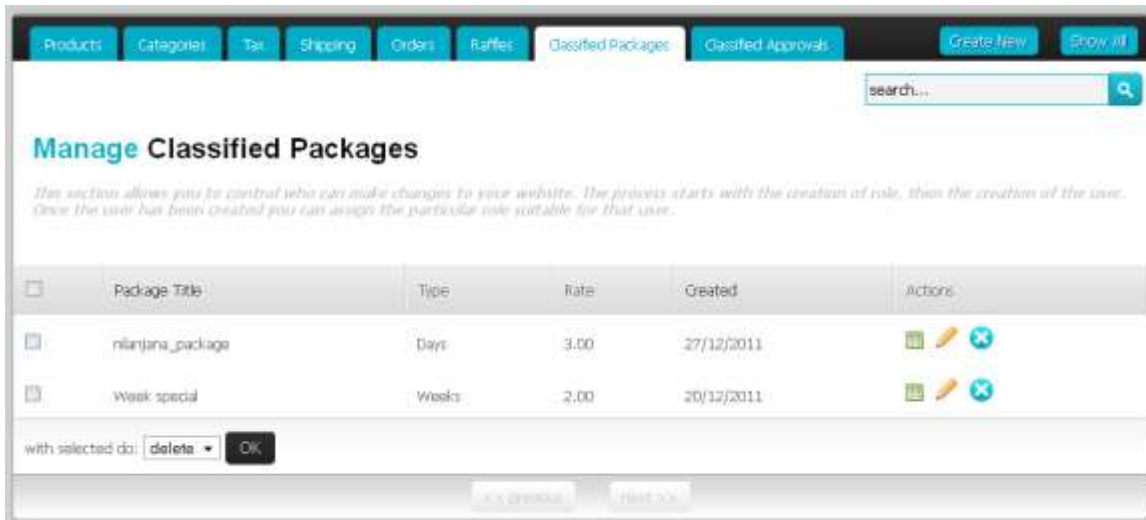 Products Categories Tax Shipping Orders Raffles Classified Packages Classified Approvals Create New Show All
search...
Manage Classified Packages
This section allows you to control who can make changes to your website. The process starts with the creation of role, then the creation of the user.
Once the user has been created you can assign the particular role suitable for that user.
Package Title Type Rate Created Actions
nilanjana_package Days 3.00 27/12/2011
Week special Weeks 2.00 20/12/2011
with selected do: delete OK
<< previous next >>